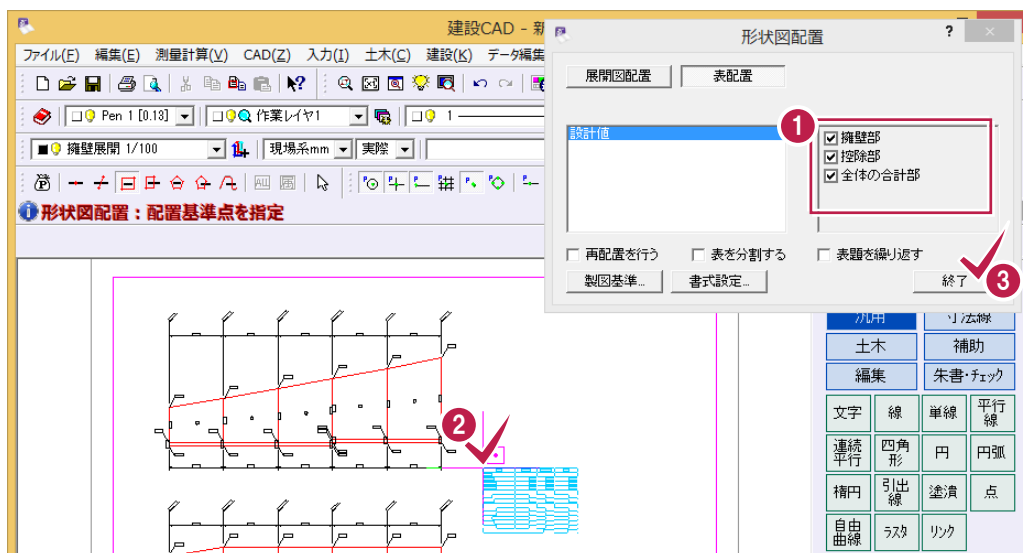 建設CAD - 新
ファイル(F) 編集(E) 測量計算(V) CAD(Z) 入力(I) 土木(C) 建設(K) データ編集
Pen 1 [0.13] 作業レイヤ1 1
擁壁展開 1/100 現場系mm 実際
形状図配置：配置基準点を指定
形状図配置
? ×
展開図配置 表配置
設計値
1
擁壁部
控除部
全体の合計部
再配置を行う 表を分割する 表題を繰り返す
製図基準... 書式設定... 終了
3
2
汎用 寸法線
土木 補助
編集 朱書・チェック
文字 線 単線 平行線
連続平行 四角形 円 円弧
楕円 引出線 塗潰 点
自由曲線 ラスタ リンク